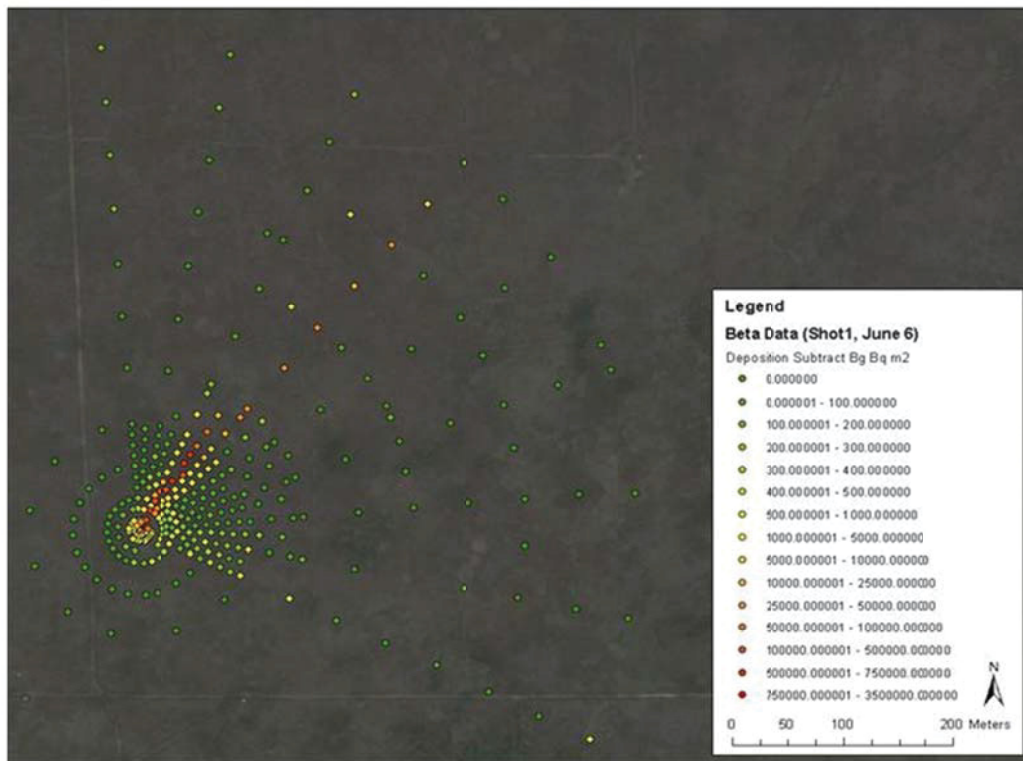 Legend
Beta Data (Shot1, June 6)
Deposition Subtract Bg Bq m2
0.000000
0.000001 - 100.000000
100.000001 - 200.000000
200.000001 - 300.000000
300.000001 - 400.000000
400.000001 - 500.000000
500.000001 - 1000.000000
1000.000001 - 5000.000000
5000.000001 - 10000.000000
10000.000001 - 25000.000000
25000.000001 - 50000.000000
50000.000001 - 100000.000000
100000.000001 - 500000.000000
500000.000001 - 750000.000000
750000.000001 - 3500000.000000
N
0 50 100 200 Meters